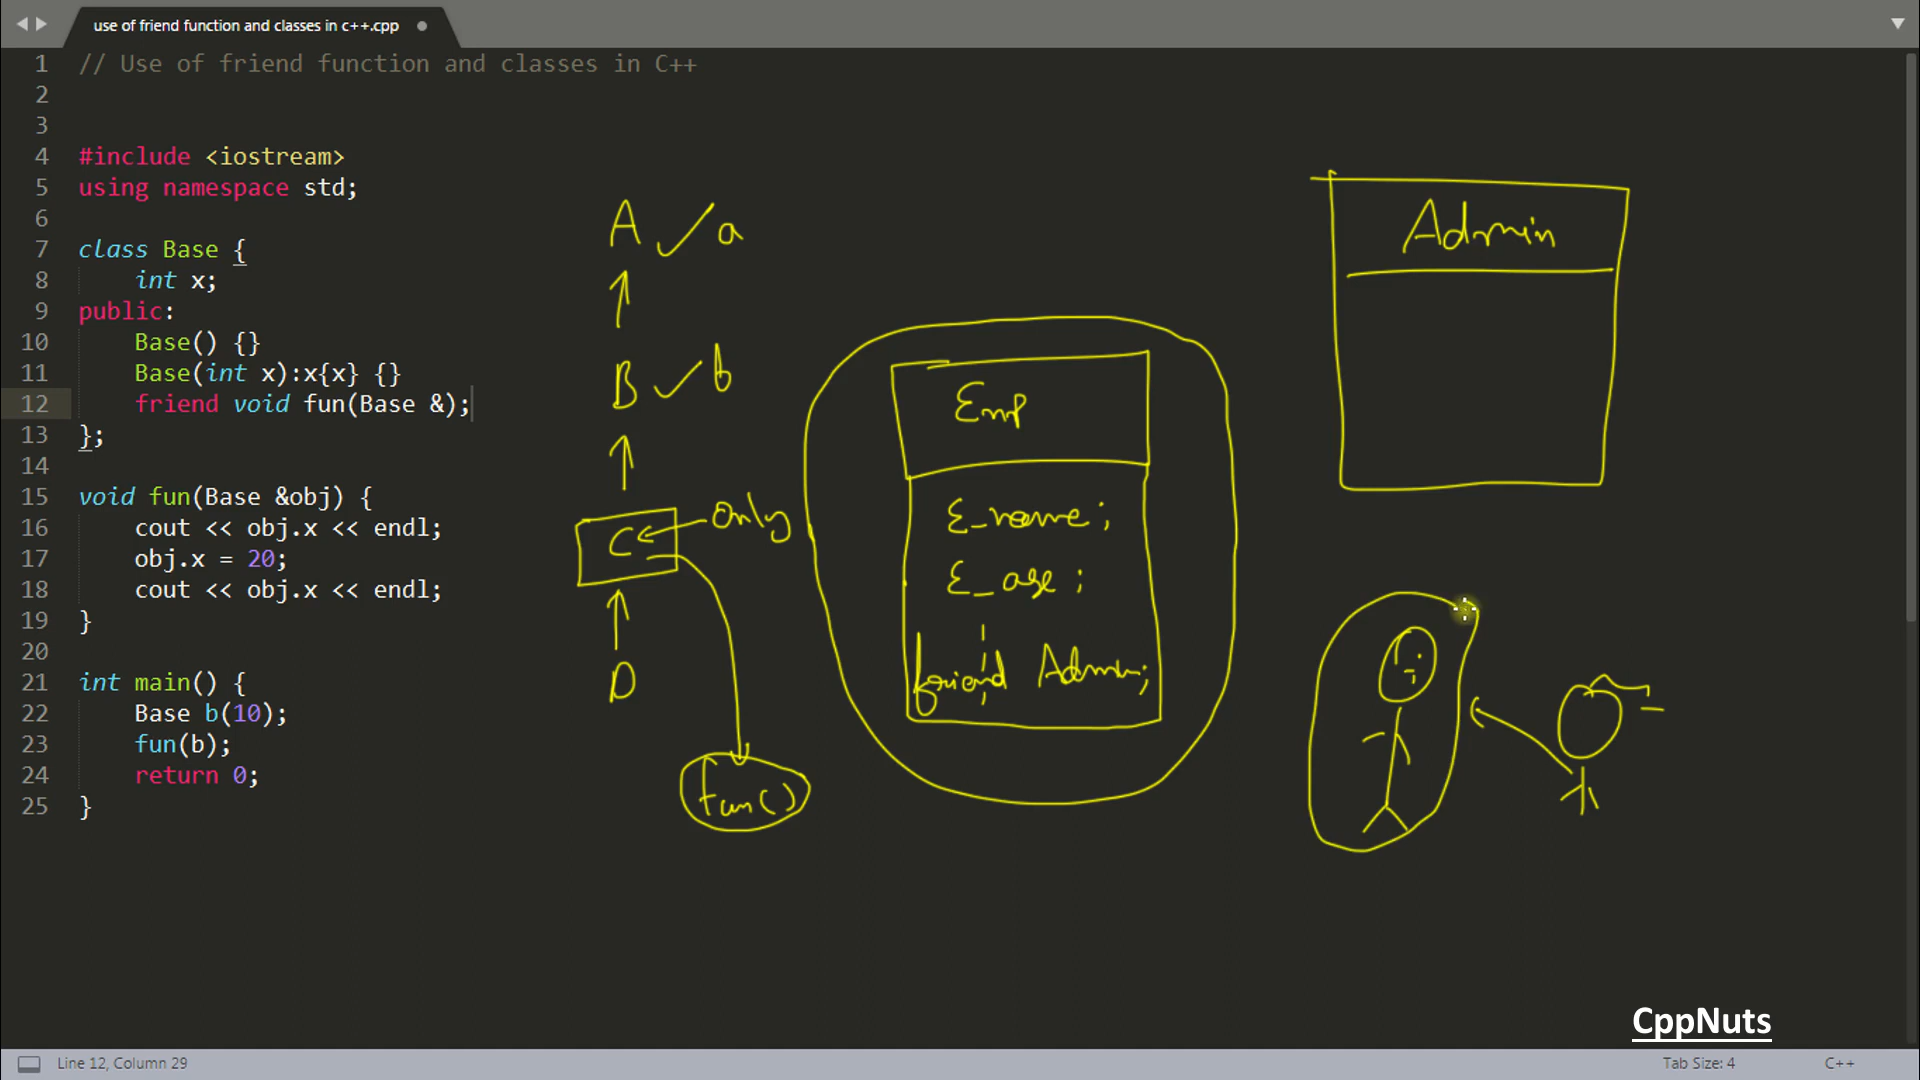 use of friend function and classes in c++.cpp
1 // Use of friend function and classes in C++
2
3
4 #include <iostream>
5 using namespace std;
6
7 class Base {
8 int x;
9 public:
10 Base() {}
11 Base(int x):x{x} {}
12 friend void fun(Base &);
13 };
14
15 void fun(Base &obj) {
16 cout << obj.x << endl;
17 obj.x = 20;
18 cout << obj.x << endl;
19 }
20
21 int main() {
22 Base b(10);
23 fun(b);
24 return 0;
25 }
A a
B b
C only
D
fun()
Emp
E_name;
E_age;
friend Admin;
Admin
CppNuts
Line 12, Column 29
Tab Size: 4
C++